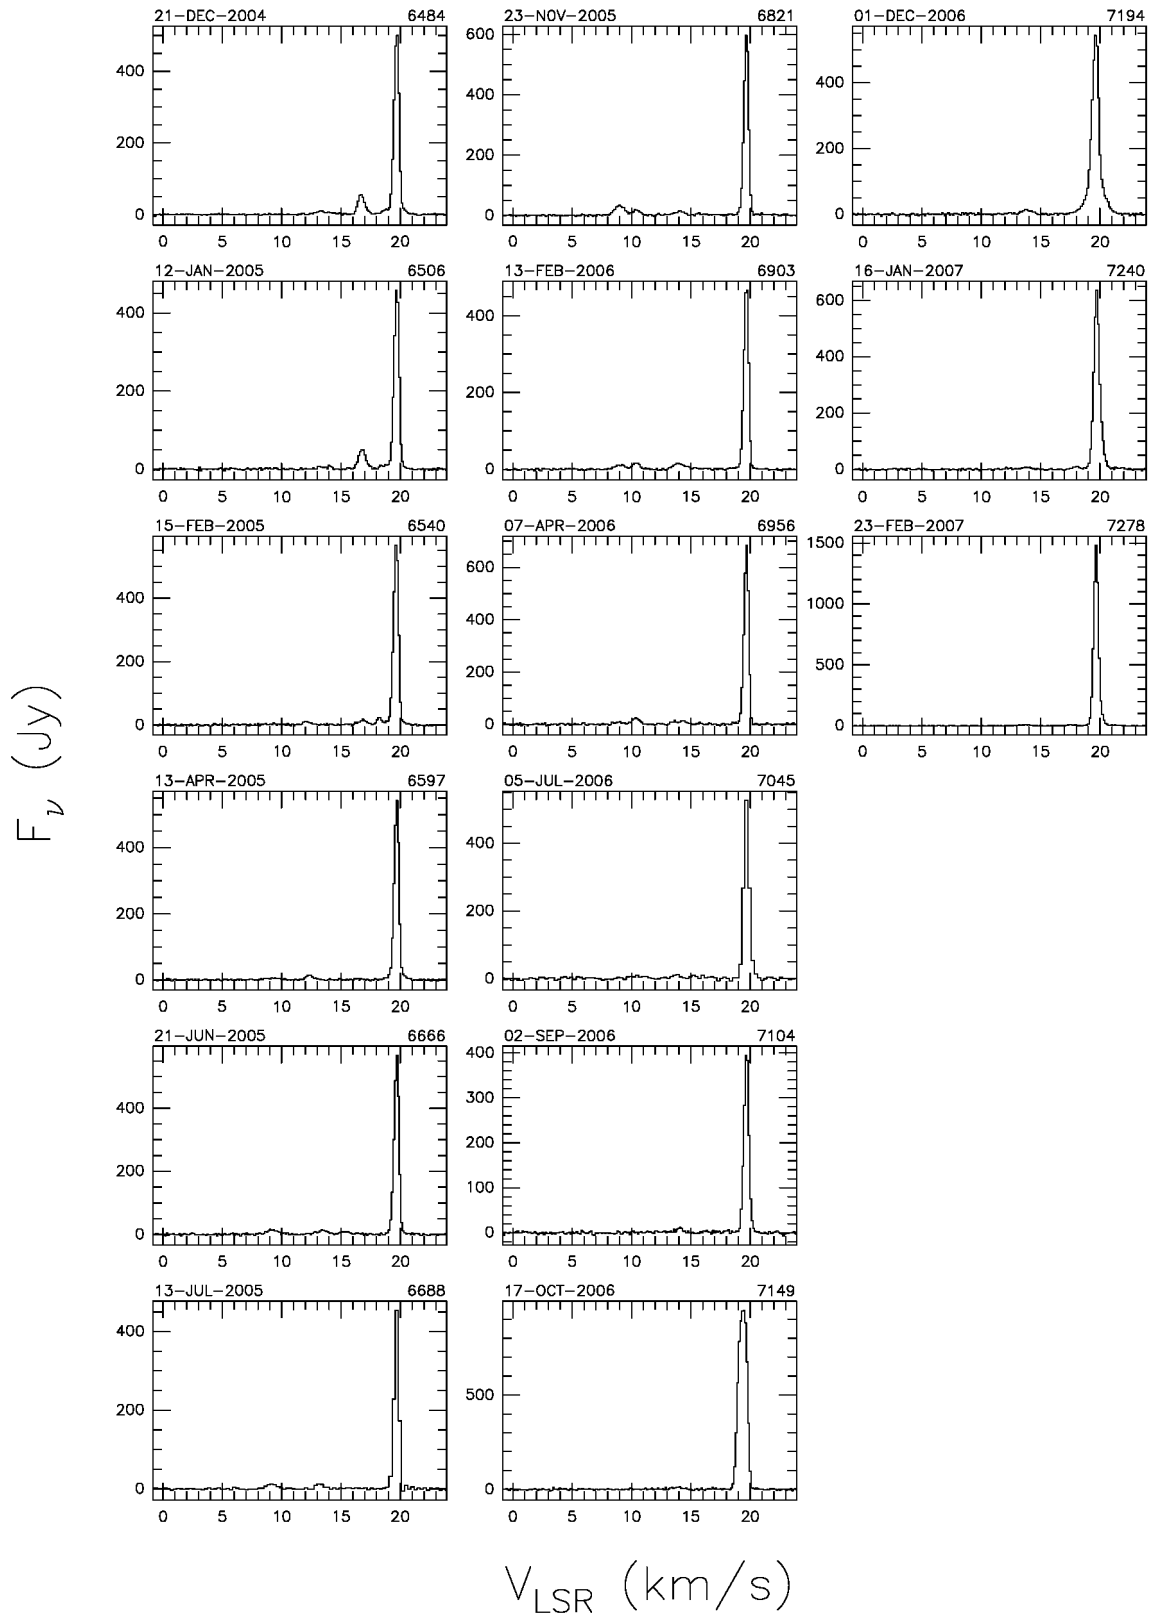 21-DEC-2004 6484 23-NOV-2005 6821 01-DEC-2006 7194
400 200 0
600 400 200 0
400 200 0
0 5 10 15 20 0 5 10 15 20 0 5 10 15 20
12-JAN-2005 6506 13-FEB-2006 6903 16-JAN-2007 7240
400 200 0
400 200 0
600 400 200 0
0 5 10 15 20 0 5 10 15 20 0 5 10 15 20
15-FEB-2005 6540 07-APR-2006 6956 23-FEB-2007 7278
400 200 0
600 400 200 0
1500 1000 500 0
0 5 10 15 20 0 5 10 15 20 0 5 10 15 20
13-APR-2005 6597 05-JUL-2006 7045
400 200 0
400 200 0
0 5 10 15 20 0 5 10 15 20
21-JUN-2005 6666 02-SEP-2006 7104
400 200 0
400 300 200 100 0
0 5 10 15 20 0 5 10 15 20
13-JUL-2005 6688 17-OCT-2006 7149
400 200 0
500 0
0 5 10 15 20 0 5 10 15 20
Fν (Jy)
VLSR (km/s)